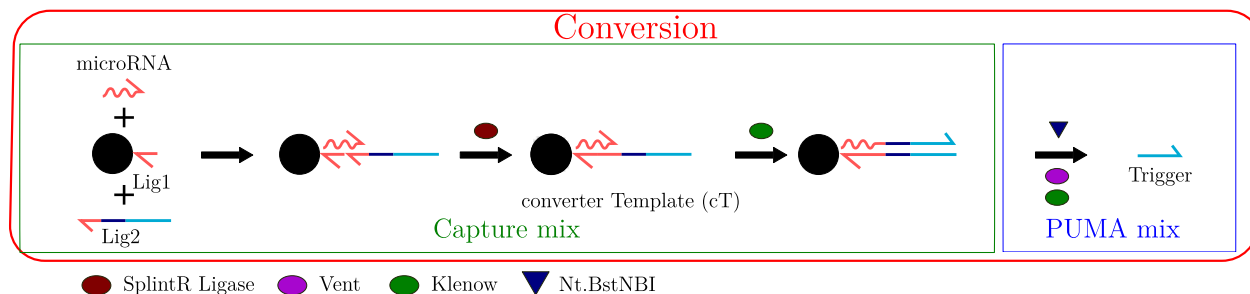 Conversion
microRNA
+
Lig1
+
Lig2
converter Template (cT)
Capture mix
Trigger
PUMA mix
SplintR Ligase
Vent
Klenow
Nt.BstNBI